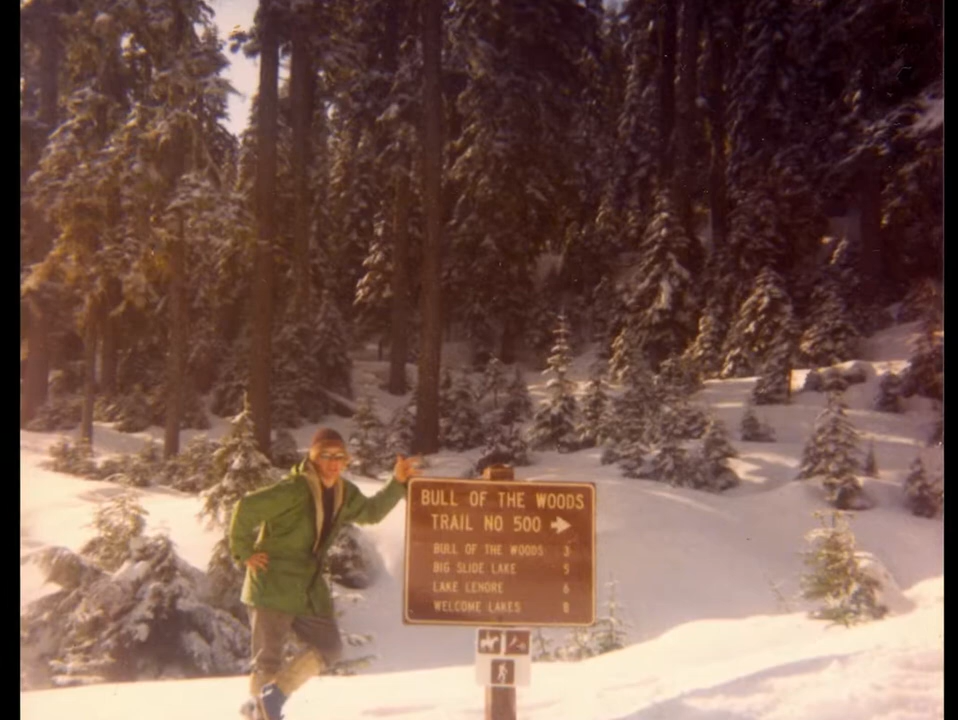 BULL OF THE WOODS
TRAIL NO 500
BULL OF THE WOODS 3
BIG SLIDE LAKE 5
LAKE LENORE 6
WELCOME LAKES 8